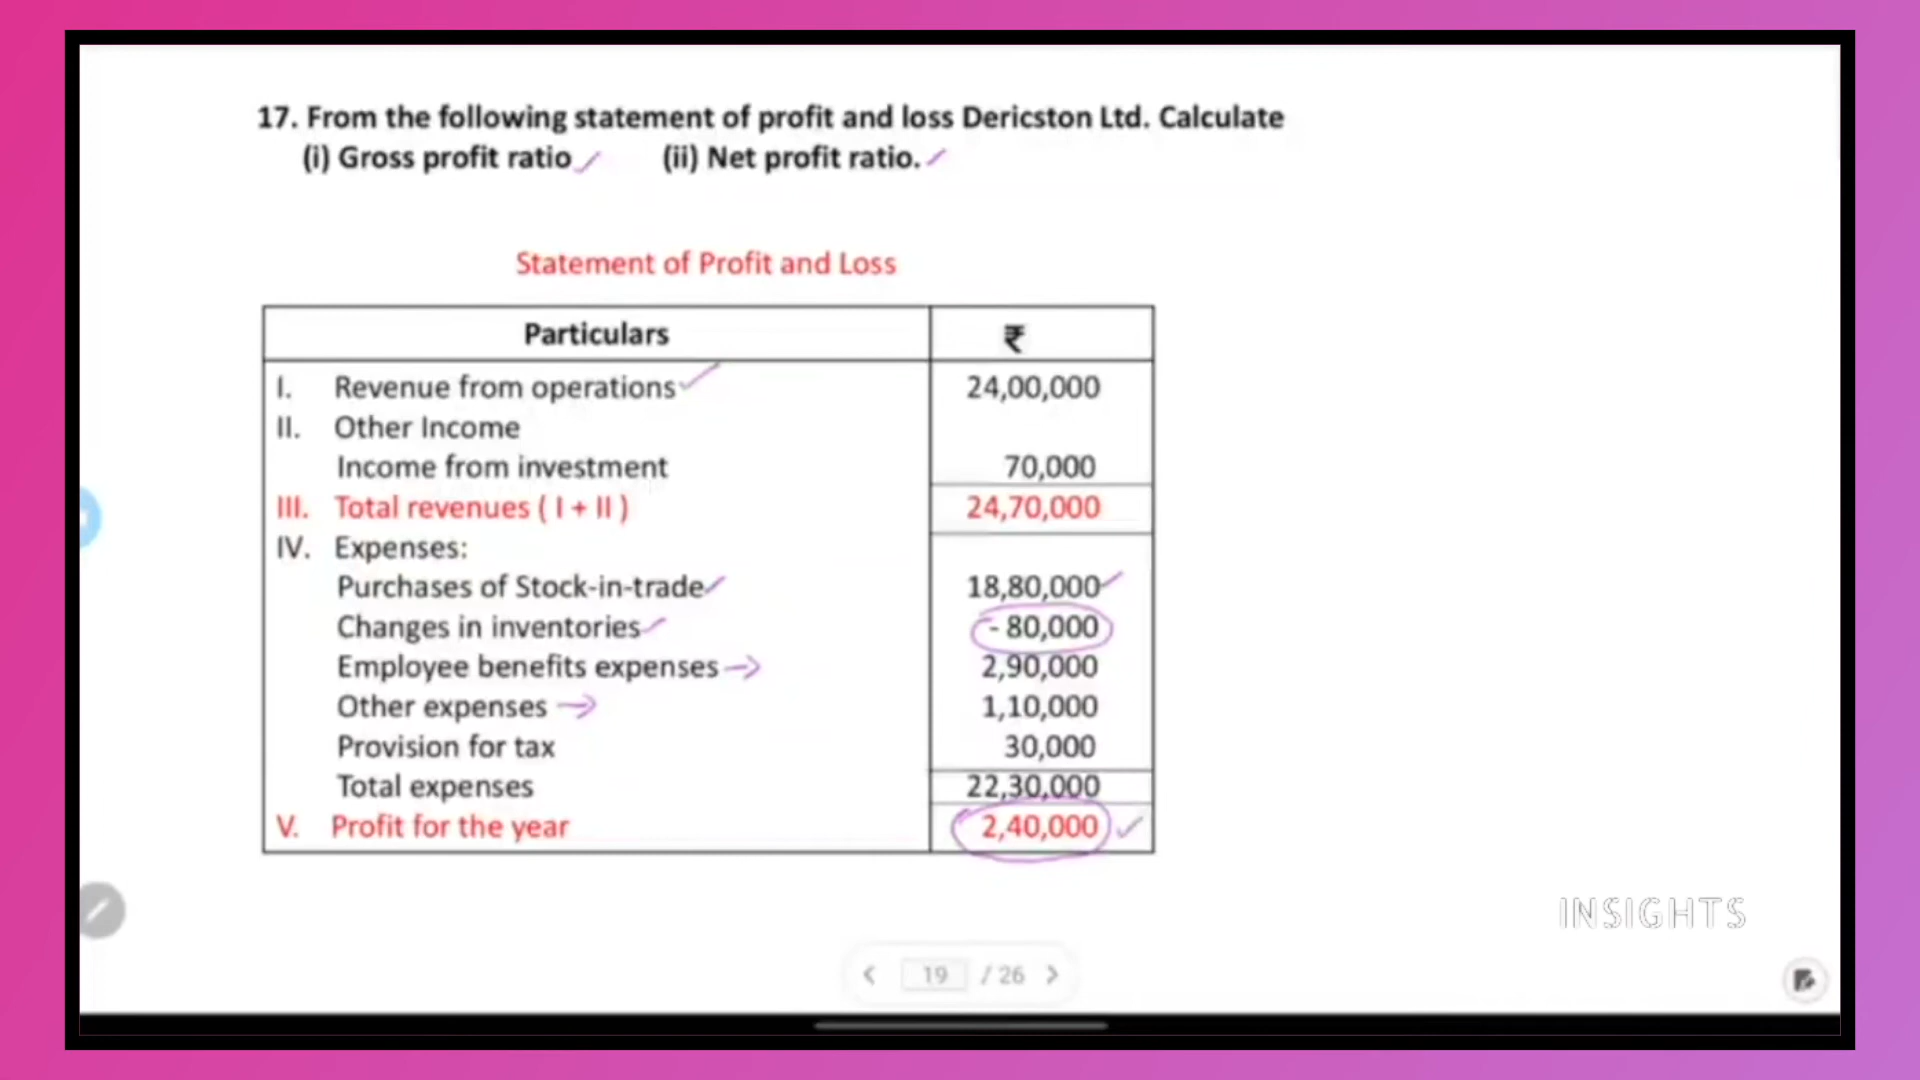 17. From the following statement of profit and loss Dericston Ltd. Calculate
(i) Gross profit ratio (ii) Net profit ratio.
Statement of Profit and Loss
Particulars ₹
I. Revenue from operations 24,00,000
II. Other Income
Income from investment 70,000
III. Total revenues ( I + II ) 24,70,000
IV. Expenses:
Purchases of Stock-in-trade 18,80,000
Changes in inventories - 80,000
Employee benefits expenses 2,90,000
Other expenses 1,10,000
Provision for tax 30,000
Total expenses 22,30,000
V. Profit for the year 2,40,000
INSIGHTS
19 / 26